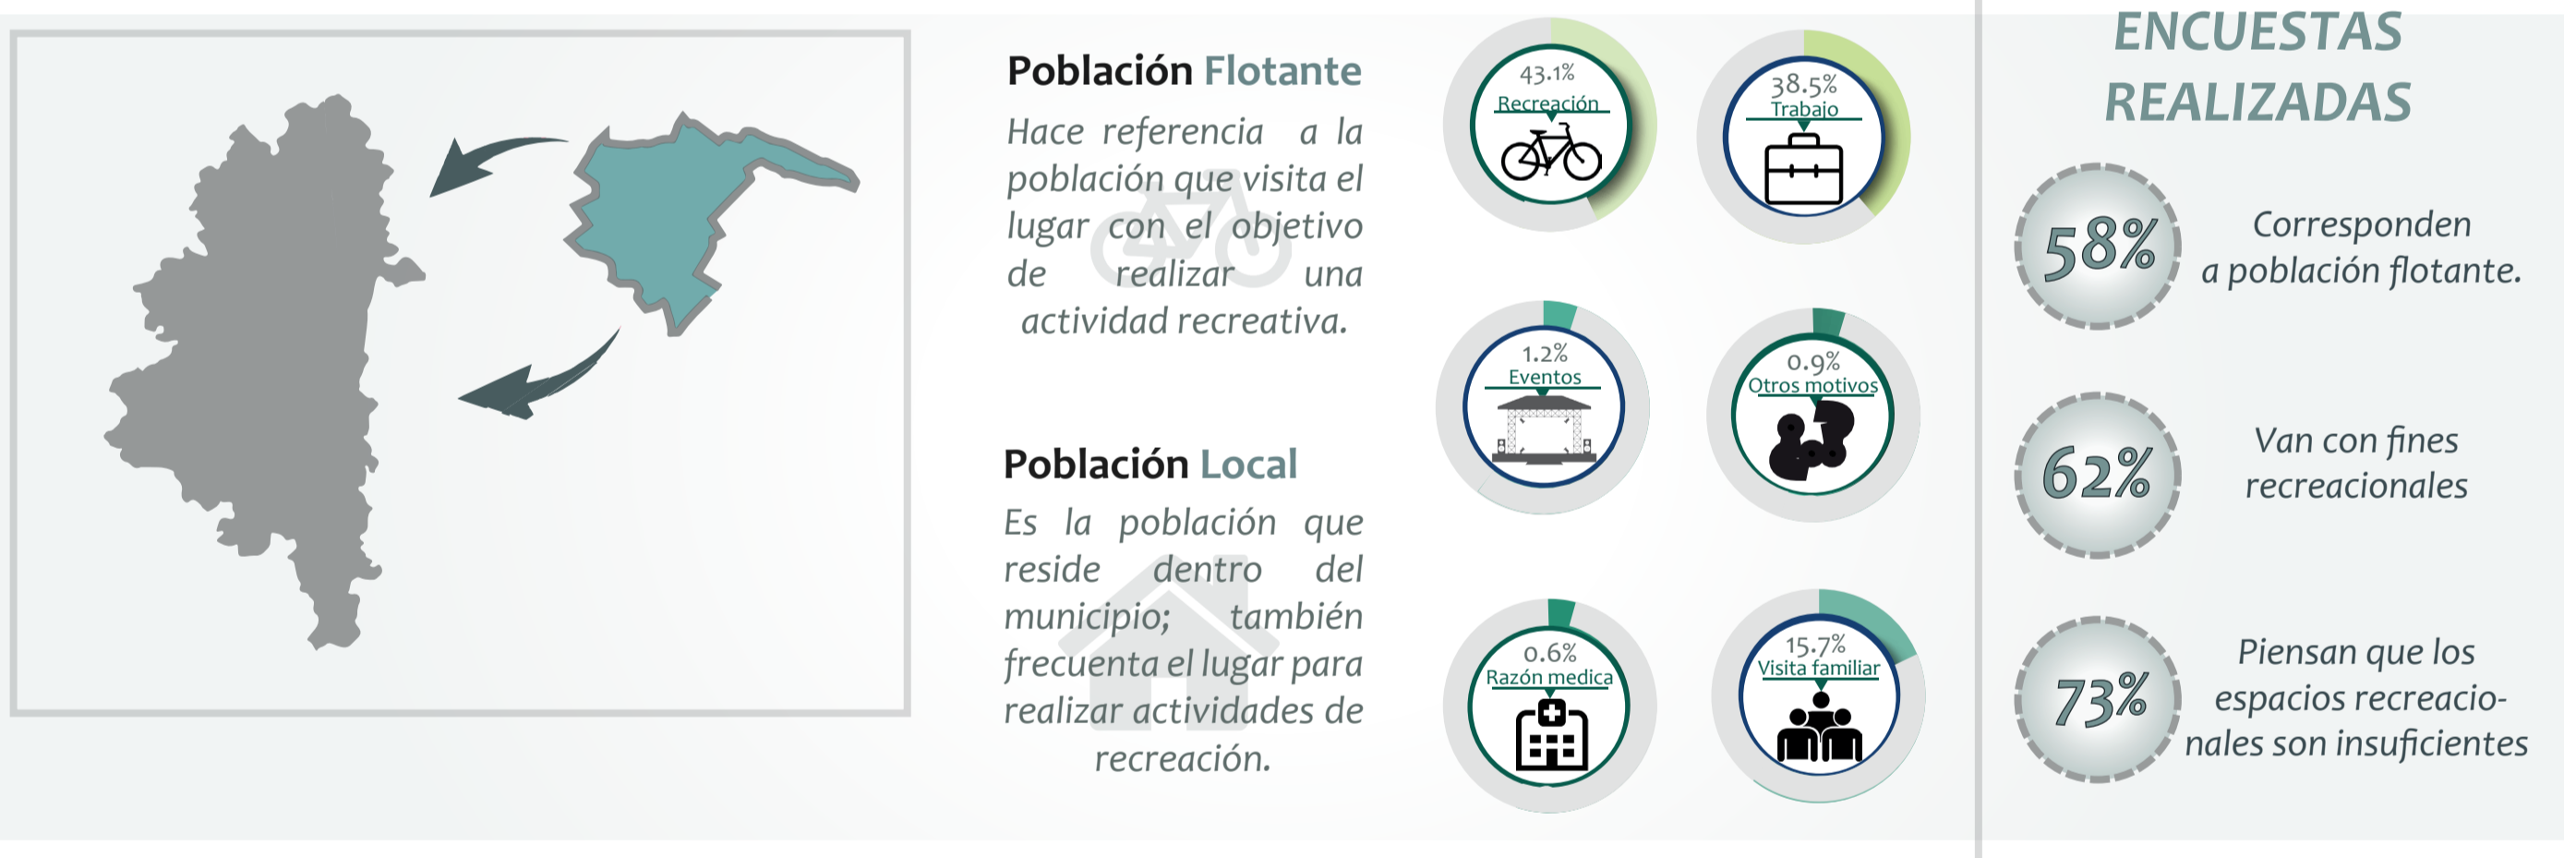 Población Flotante
Hace referencia a la
población que visita el
lugar con el objetivo
de realizar una
actividad recreativa.
Población Local
Es la población que
reside dentro del
municipio; también
frecuenta el lugar para
realizar actividades de
recreación.
43.1%
Recreación
38.5%
Trabajo
1.2%
Eventos
0.9%
Otros motivos
0.6%
Razón medica
15.7%
Visita familiar
ENCUESTAS
REALIZADAS
58%
Corresponden
a población flotante.
62%
Van con fines
recreacionales
73%
Piensan que los
espacios recreacio-
nales son insuficientes